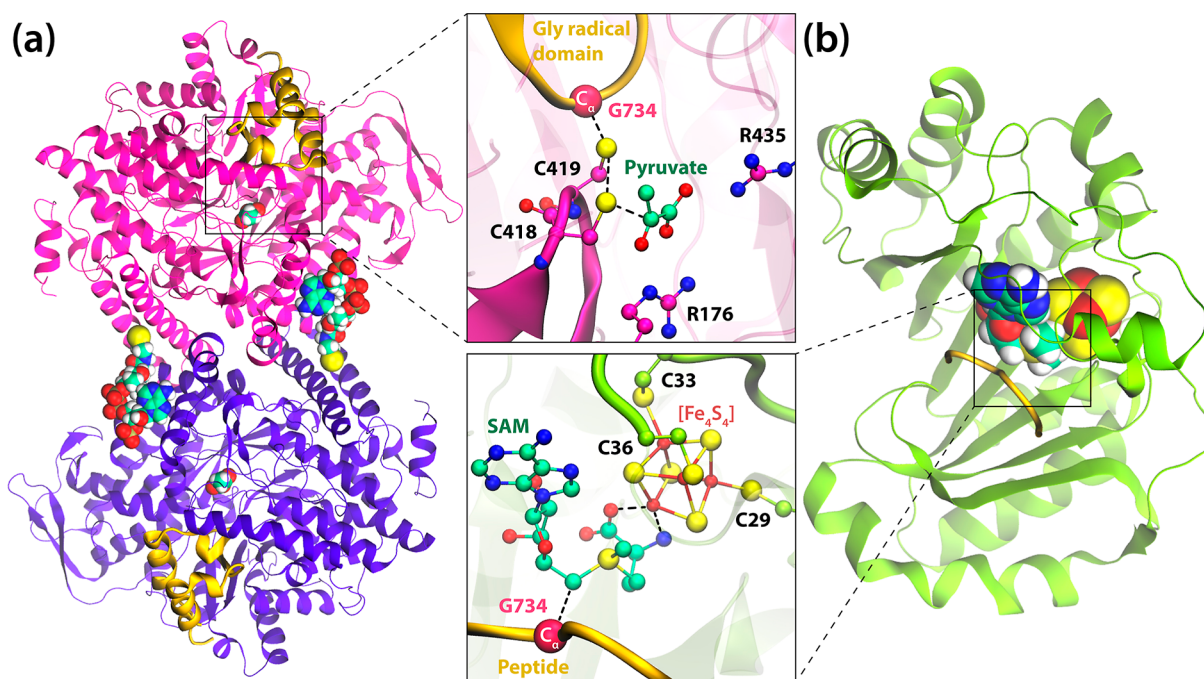 (a)
Gly radical
domain
Cα
G734
R435
C419
Pyruvate
C418
R176
(b)
C33
[Fe4S4]
SAM
C36
C29
G734
Cα
Peptide